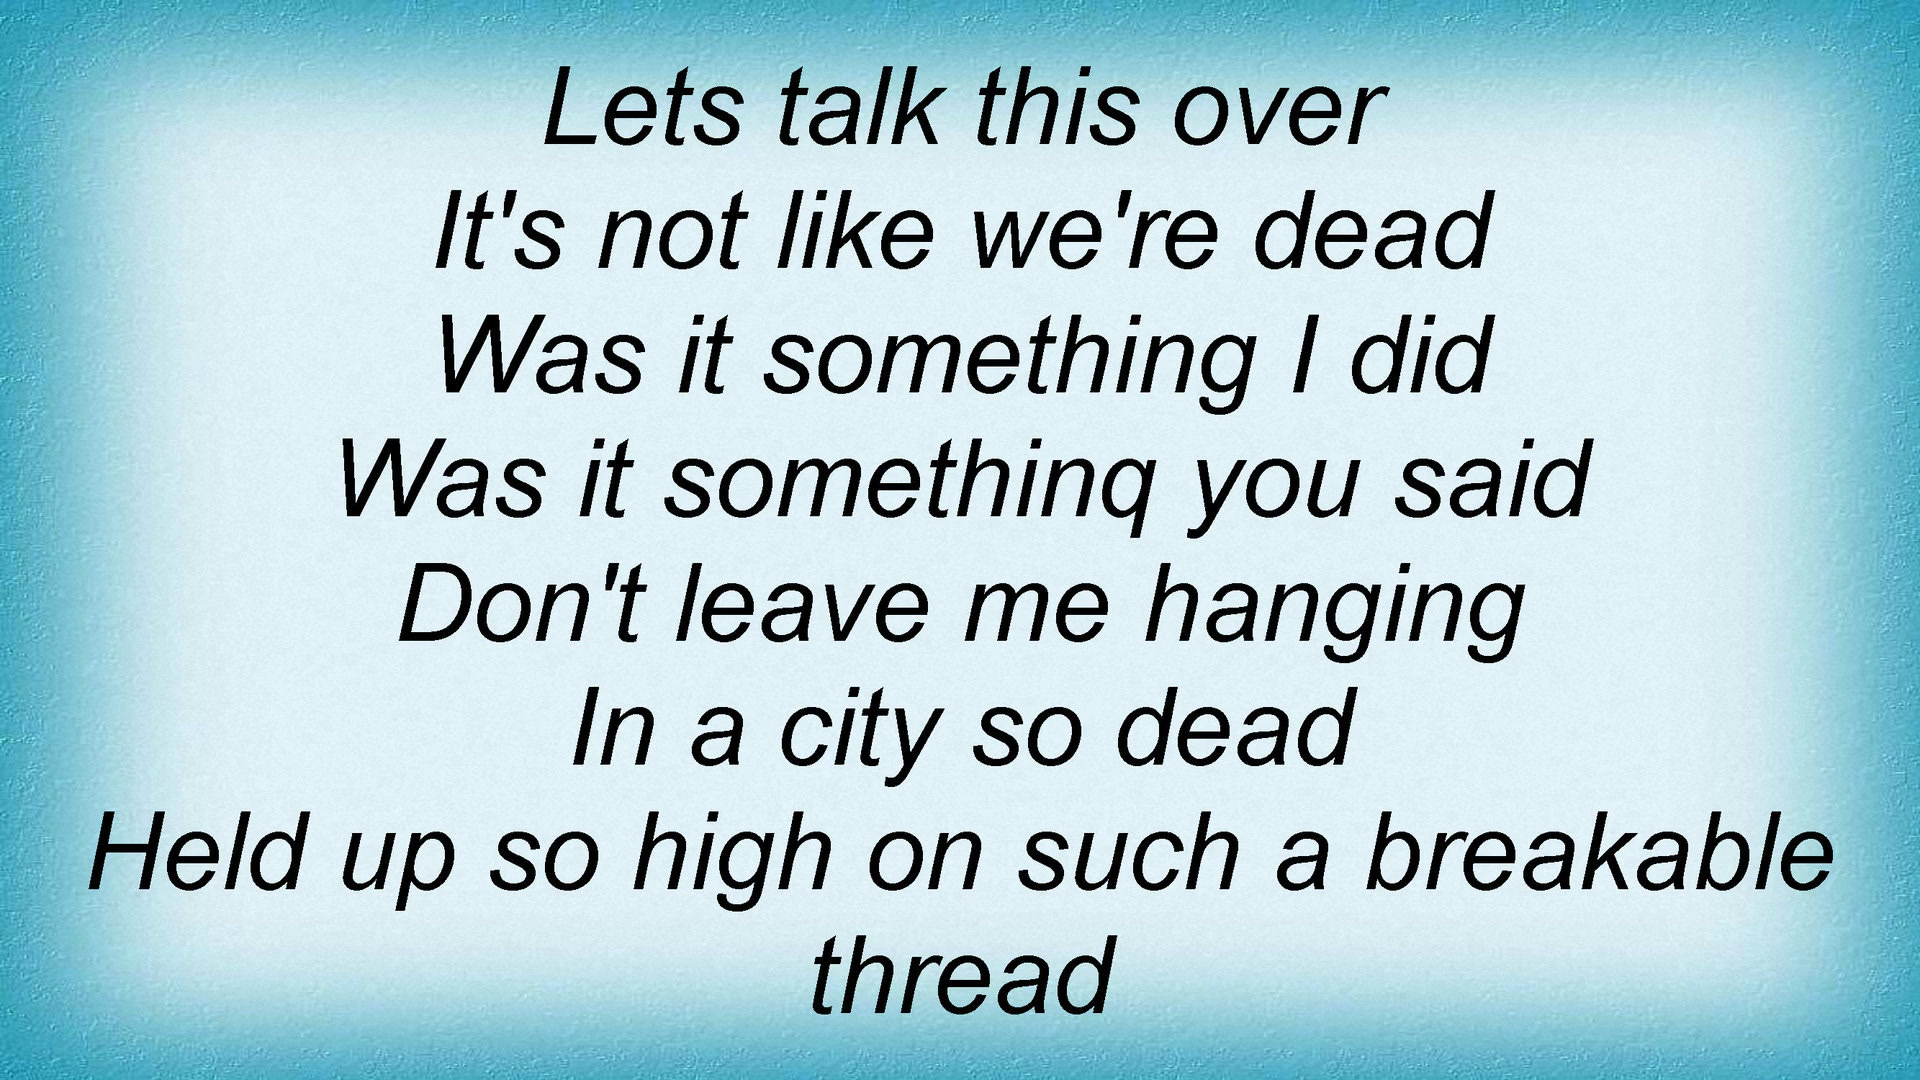 Lets talk this over
It's not like we're dead
Was it something I did
Was it somethinq you said
Don't leave me hanging
In a city so dead
Held up so high on such a breakable
thread